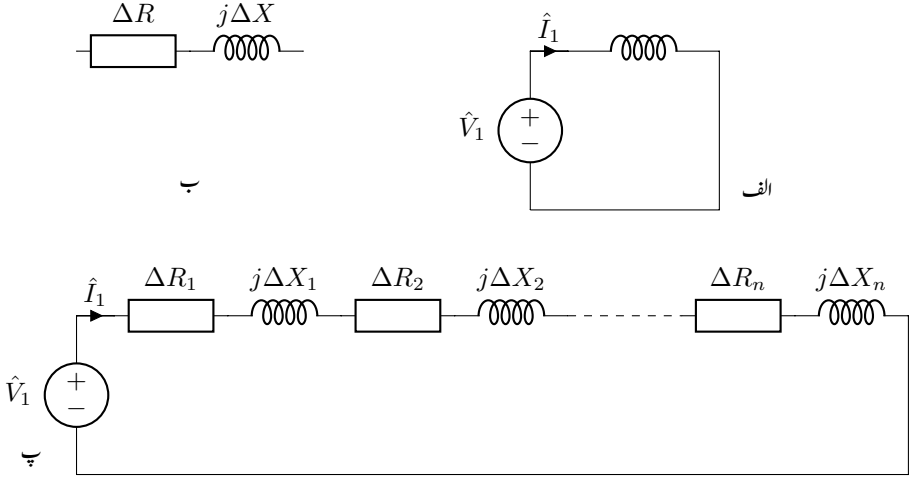 ΔR jΔX
Î₁
V̂₁
+
−
الف
ب
ΔR₁ jΔX₁ ΔR₂ jΔX₂ ΔRₙ jΔXₙ
Î₁
V̂₁
+
−
پ